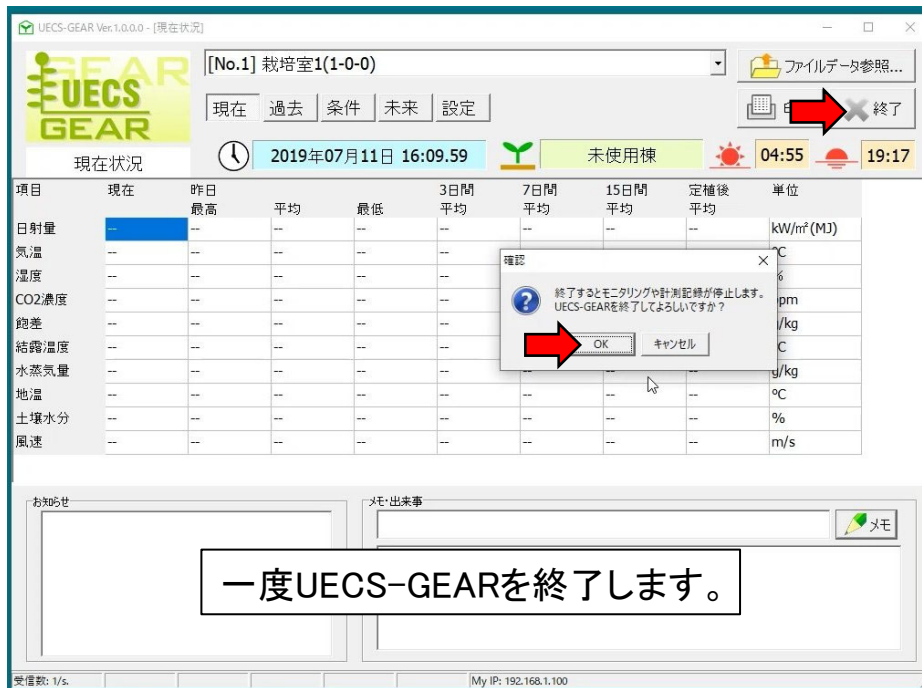 UECS-GEAR Ver.1.0.0.0 - [現在状況]
GEAR
UECS
GEAR
現在状況
[No.1] 栽培室1(1-0-0)
ファイルデータ参照...
現在 過去 条件 未来 設定
終了
2019年07月11日 16:09.59 未使用棟 04:55 19:17
項目 現在 昨日 3日間 7日間 15日間 定植後 単位
最高 平均 最低 平均 平均 平均 平均
日射量 -- -- -- -- -- -- -- -- kW/㎡(MJ)
気温 -- -- -- -- -- ℃
湿度 -- -- -- -- --
CO2濃度 -- -- -- -- --
飽差 -- -- -- -- -- /kg
結露温度 -- -- -- -- --
水蒸気量 -- -- -- -- -- -- -- -- g/kg
地温 -- -- -- -- -- -- -- -- ℃
土壌水分 -- -- -- -- -- -- -- -- %
風速 -- -- -- -- -- -- -- -- m/s
確認
終了するとモニタリングや計測記録が停止します。
UECS-GEARを終了してよろしいですか？
OK キャンセル
お知らせ メモ・出来事
メモ
一度UECS-GEARを終了します。
受信数: 1/s. My IP: 192.168.1.100